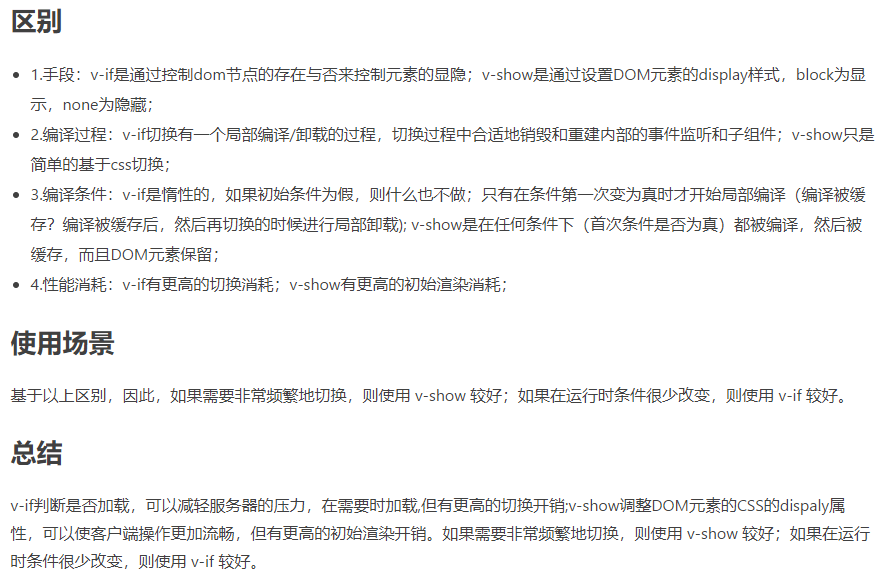 区别
1.手段：v-if是通过控制dom节点的存在与否来控制元素的显隐；v-show是通过设置DOM元素的display样式，block为显
示，none为隐藏；
2.编译过程：v-if切换有一个局部编译/卸载的过程，切换过程中合适地销毁和重建内部的事件监听和子组件；v-show只是
简单的基于css切换；
3.编译条件：v-if是惰性的，如果初始条件为假，则什么也不做；只有在条件第一次变为真时才开始局部编译（编译被缓
存？编译被缓存后，然后再切换的时候进行局部卸载); v-show是在任何条件下（首次条件是否为真）都被编译，然后被
缓存，而且DOM元素保留；
4.性能消耗：v-if有更高的切换消耗；v-show有更高的初始渲染消耗；
使用场景
基于以上区别，因此，如果需要非常频繁地切换，则使用 v-show 较好；如果在运行时条件很少改变，则使用 v-if 较好。
总结
v-if判断是否加载，可以减轻服务器的压力，在需要时加载,但有更高的切换开销;v-show调整DOM元素的CSS的dispaly属
性，可以使客户端操作更加流畅，但有更高的初始渲染开销。如果需要非常频繁地切换，则使用 v-show 较好；如果在运行
时条件很少改变，则使用 v-if 较好。